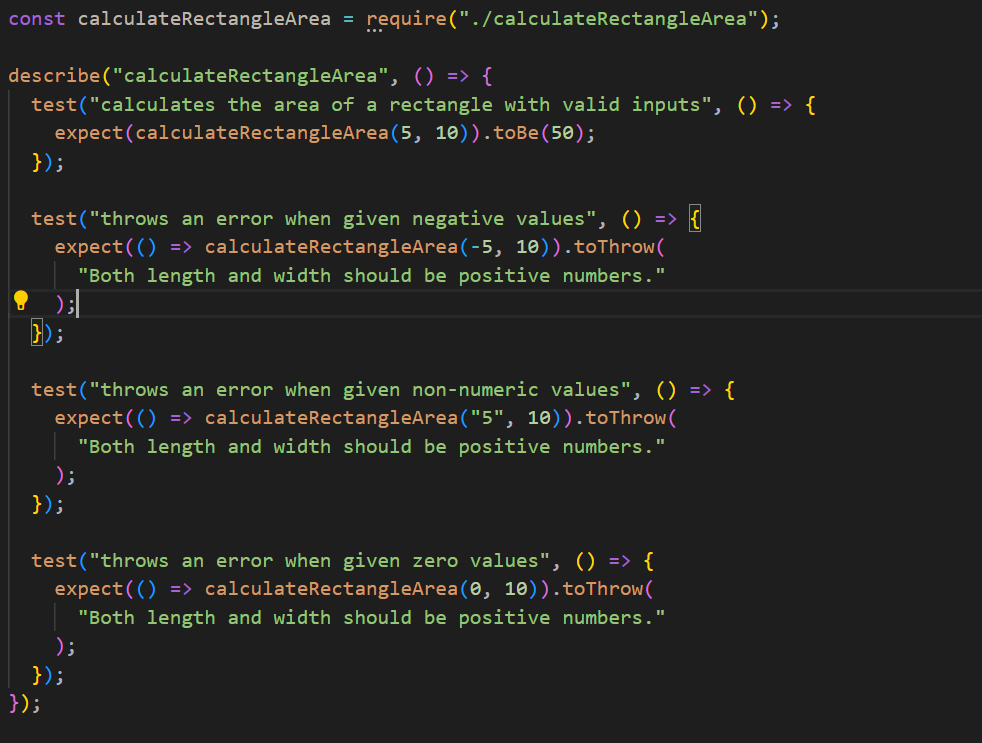 const calculateRectangleArea = require("./calculateRectangleArea");
describe("calculateRectangleArea", () => {
  test("calculates the area of a rectangle with valid inputs", () => {
    expect(calculateRectangleArea(5, 10)).toBe(50);
  });
  test("throws an error when given negative values", () => {
    expect(() => calculateRectangleArea(-5, 10)).toThrow(
      "Both length and width should be positive numbers."
    );
  });
  test("throws an error when given non-numeric values", () => {
    expect(() => calculateRectangleArea("5", 10)).toThrow(
      "Both length and width should be positive numbers."
    );
  });
  test("throws an error when given zero values", () => {
    expect(() => calculateRectangleArea(0, 10)).toThrow(
      "Both length and width should be positive numbers."
    );
  });
});